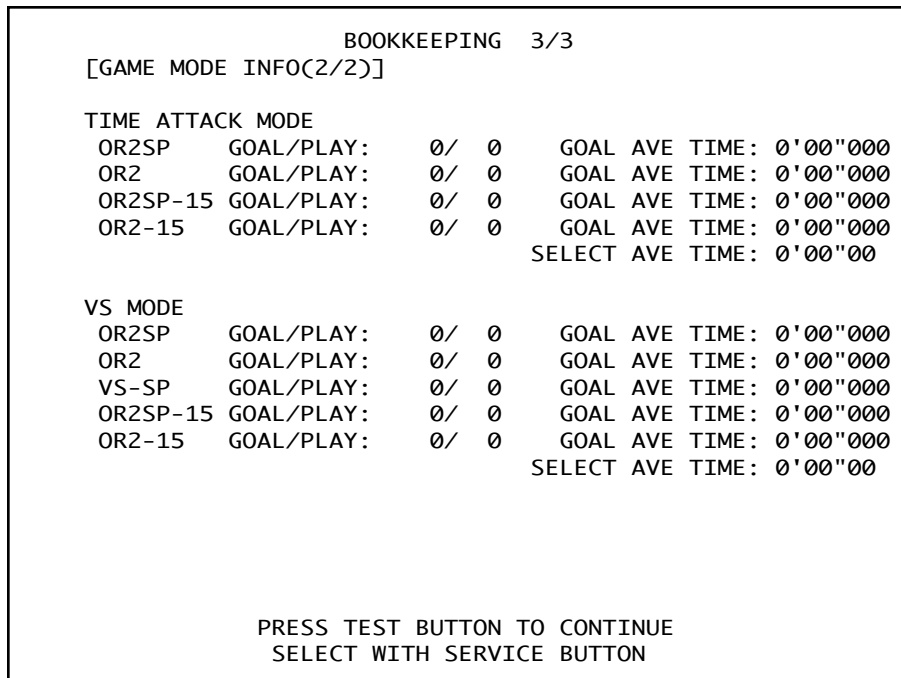 BOOKKEEPING 3/3
[GAME MODE INFO(2/2)]
TIME ATTACK MODE
OR2SP GOAL/PLAY: 0/ 0 GOAL AVE TIME: 0'00"000
OR2 GOAL/PLAY: 0/ 0 GOAL AVE TIME: 0'00"000
OR2SP-15 GOAL/PLAY: 0/ 0 GOAL AVE TIME: 0'00"000
OR2-15 GOAL/PLAY: 0/ 0 GOAL AVE TIME: 0'00"000
SELECT AVE TIME: 0'00"00
VS MODE
OR2SP GOAL/PLAY: 0/ 0 GOAL AVE TIME: 0'00"000
OR2 GOAL/PLAY: 0/ 0 GOAL AVE TIME: 0'00"000
VS-SP GOAL/PLAY: 0/ 0 GOAL AVE TIME: 0'00"000
OR2SP-15 GOAL/PLAY: 0/ 0 GOAL AVE TIME: 0'00"000
OR2-15 GOAL/PLAY: 0/ 0 GOAL AVE TIME: 0'00"000
SELECT AVE TIME: 0'00"00
PRESS TEST BUTTON TO CONTINUE
SELECT WITH SERVICE BUTTON